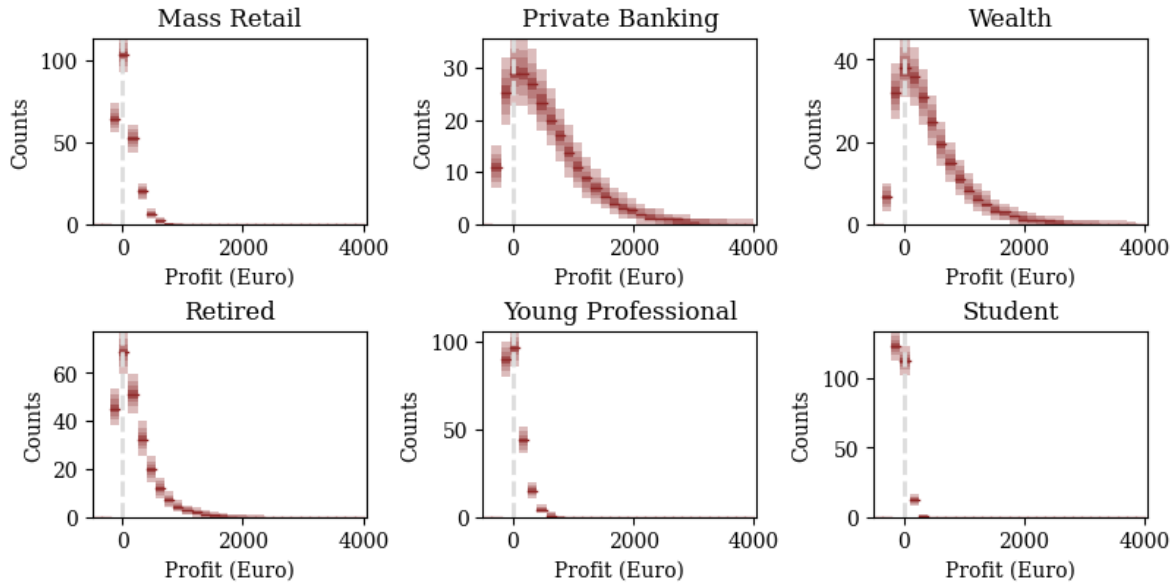 Mass Retail
100
50
0
Counts
0 2000 4000
Profit (Euro)
Private Banking
30
20
10
0
Counts
0 2000 4000
Profit (Euro)
Wealth
40
20
0
Counts
0 2000 4000
Profit (Euro)
Retired
60
40
20
0
Counts
0 2000 4000
Profit (Euro)
Young Professional
100
50
0
Counts
0 2000 4000
Profit (Euro)
Student
100
50
0
Counts
0 2000 4000
Profit (Euro)